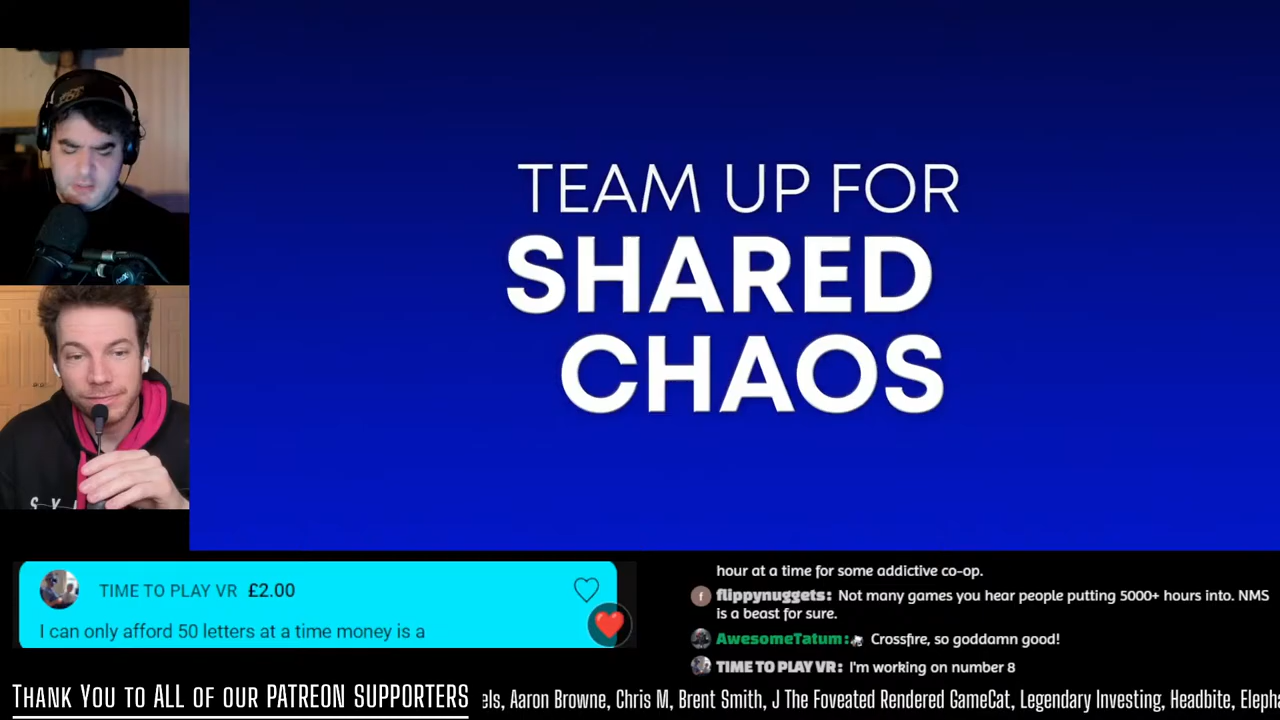 TEAM UP FOR
SHARED
CHAOS
TIME TO PLAY VR £2.00
I can only afford 50 letters at a time money is a
hour at a time for some addictive co-op.
f flippynuggets: Not many games you hear people putting 5000+ hours into. NMS
is a beast for sure.
AwesomeTatum: Crossfire, so goddamn good!
TIME TO PLAY VR: I'm working on number 8
THANK YOU TO ALL OF OUR PATREON SUPPORTERS
els, Aaron Browne, Chris M, Brent Smith, J The Foveated Rendered GameCat, Legendary Investing, Headbite, Eleph